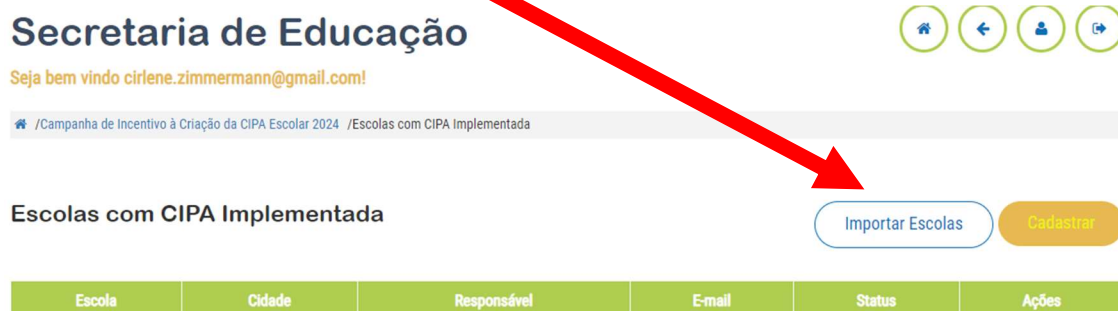 Secretaria de Educação
Seja bem vindo cirlene.zimmermann@gmail.com!
/Campanha de Incentivo à Criação da CIPA Escolar 2024 /Escolas com CIPA Implementada
Escolas com CIPA Implementada
Importar Escolas Cadastrar
Escola Cidade Responsável E-mail Status Ações